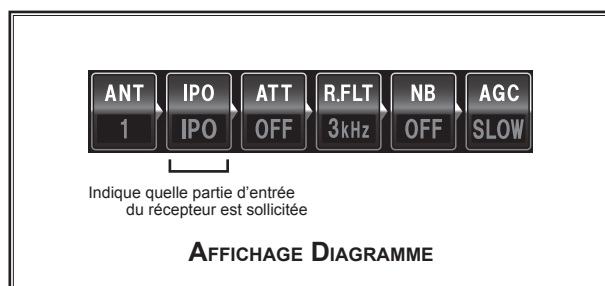 ANT IPO ATT R.FLT NB AGC
1 IPO OFF 3kHz OFF SLOW
Indique quelle partie d’entrée
du récepteur est sollicitée
AFFICHAGE DIAGRAMME